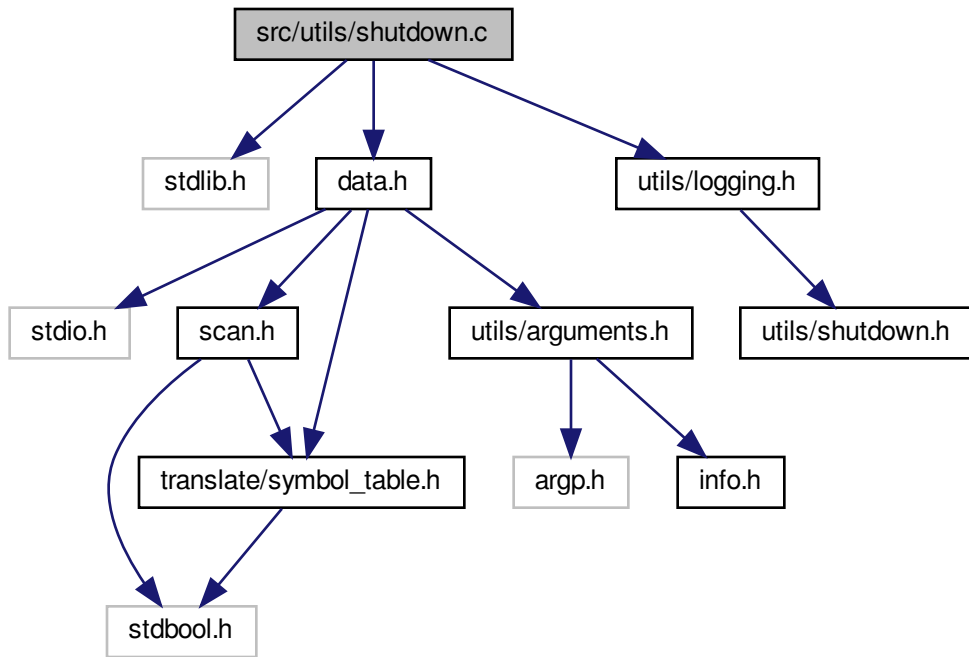 src/utils/shutdown.c
stdlib.h
data.h
utils/logging.h
stdio.h
scan.h
utils/arguments.h
utils/shutdown.h
translate/symbol_table.h
argp.h
info.h
stdbool.h